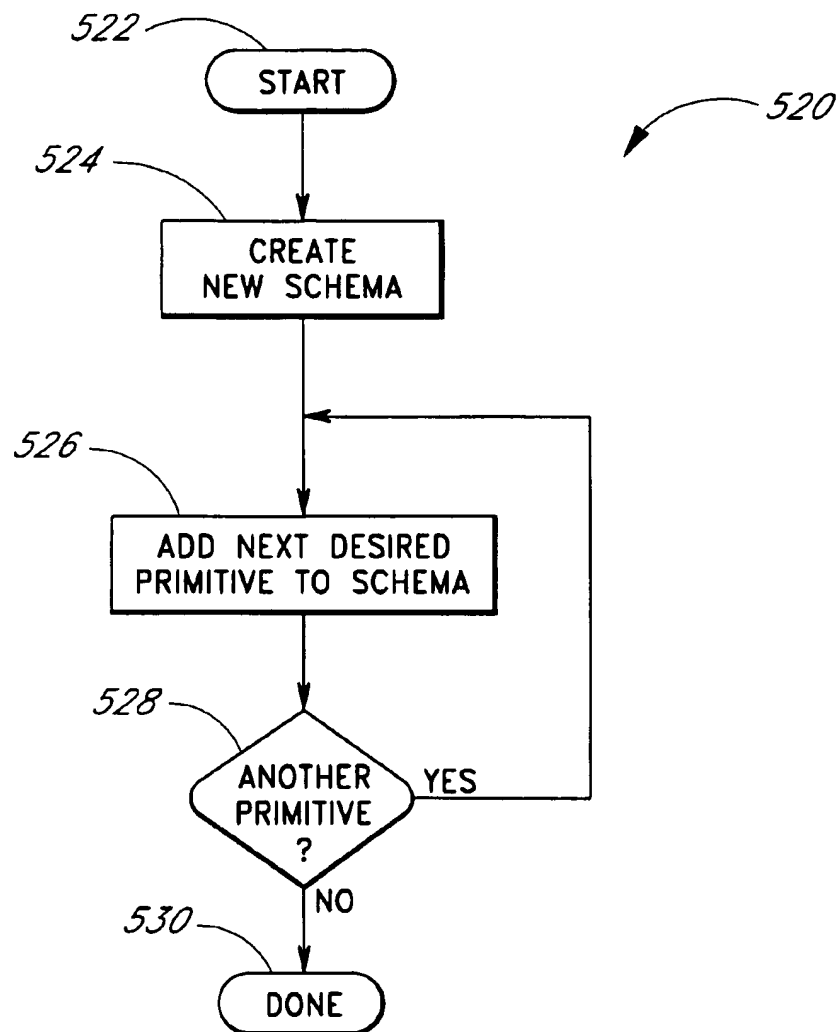 522
START
520
524
CREATE
NEW SCHEMA
526
ADD NEXT DESIRED
PRIMITIVE TO SCHEMA
528
ANOTHER
PRIMITIVE
?
YES
NO
530
DONE